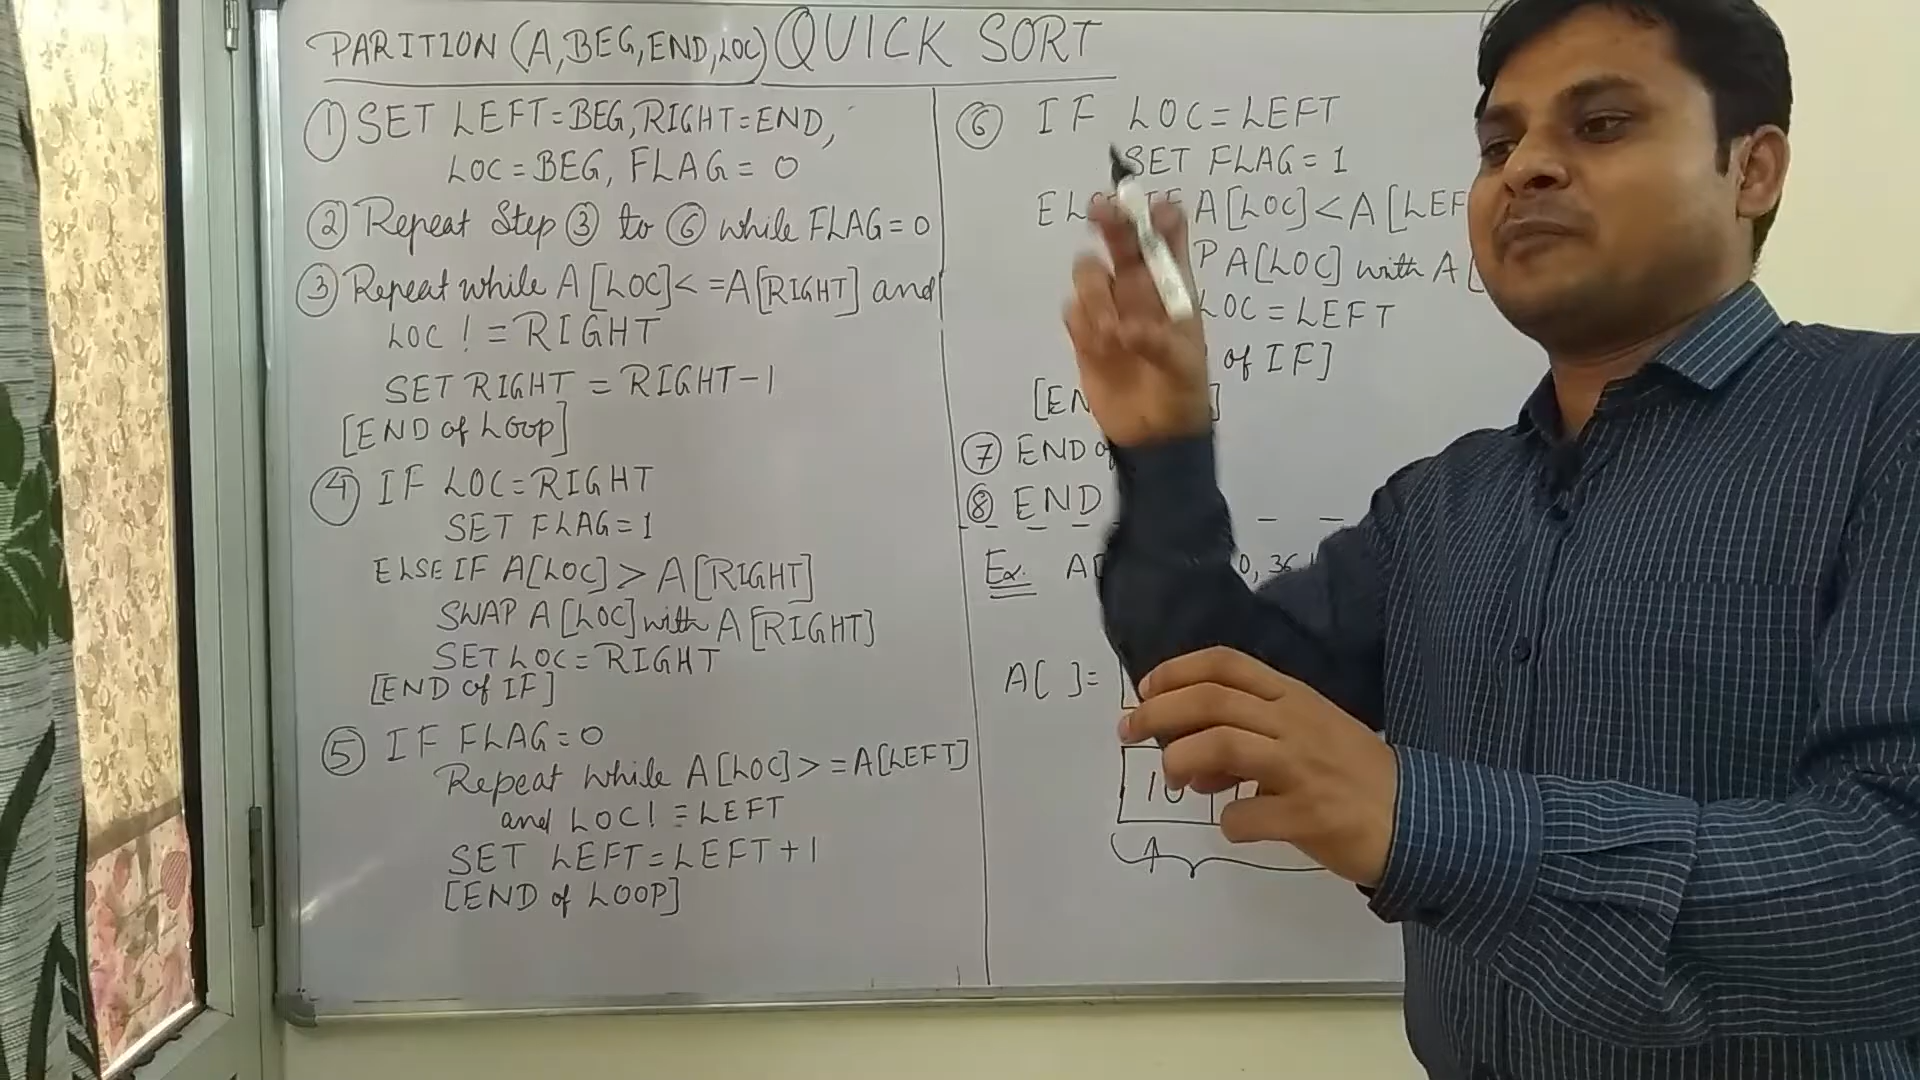 PARITION (A, BEG, END, LOC) QUICK SORT
① SET LEFT=BEG, RIGHT=END,
LOC=BEG, FLAG=0
② Repeat Step ③ to ⑥ while FLAG=0
③ Repeat while A[LOC]<=A[RIGHT] and
LOC!=RIGHT
SET RIGHT=RIGHT-1
[END of LOOP]
④ IF LOC=RIGHT
SET FLAG=1
ELSE IF A[LOC]>A[RIGHT]
SWAP A[LOC] with A[RIGHT]
SET LOC=RIGHT
[END of IF]
⑤ IF FLAG=0
Repeat while A[LOC]>=A[LEFT]
and LOC!=LEFT
SET LEFT=LEFT+1
[END of LOOP]
⑥ IF LOC=LEFT
SET FLAG=1
IF A[LOC]<A[LEF
A[LOC] with A[
LOC=LEFT
of IF]
⑦ END
⑧ END
Ex. A[ 0, 36,
A[ ]=
10
A